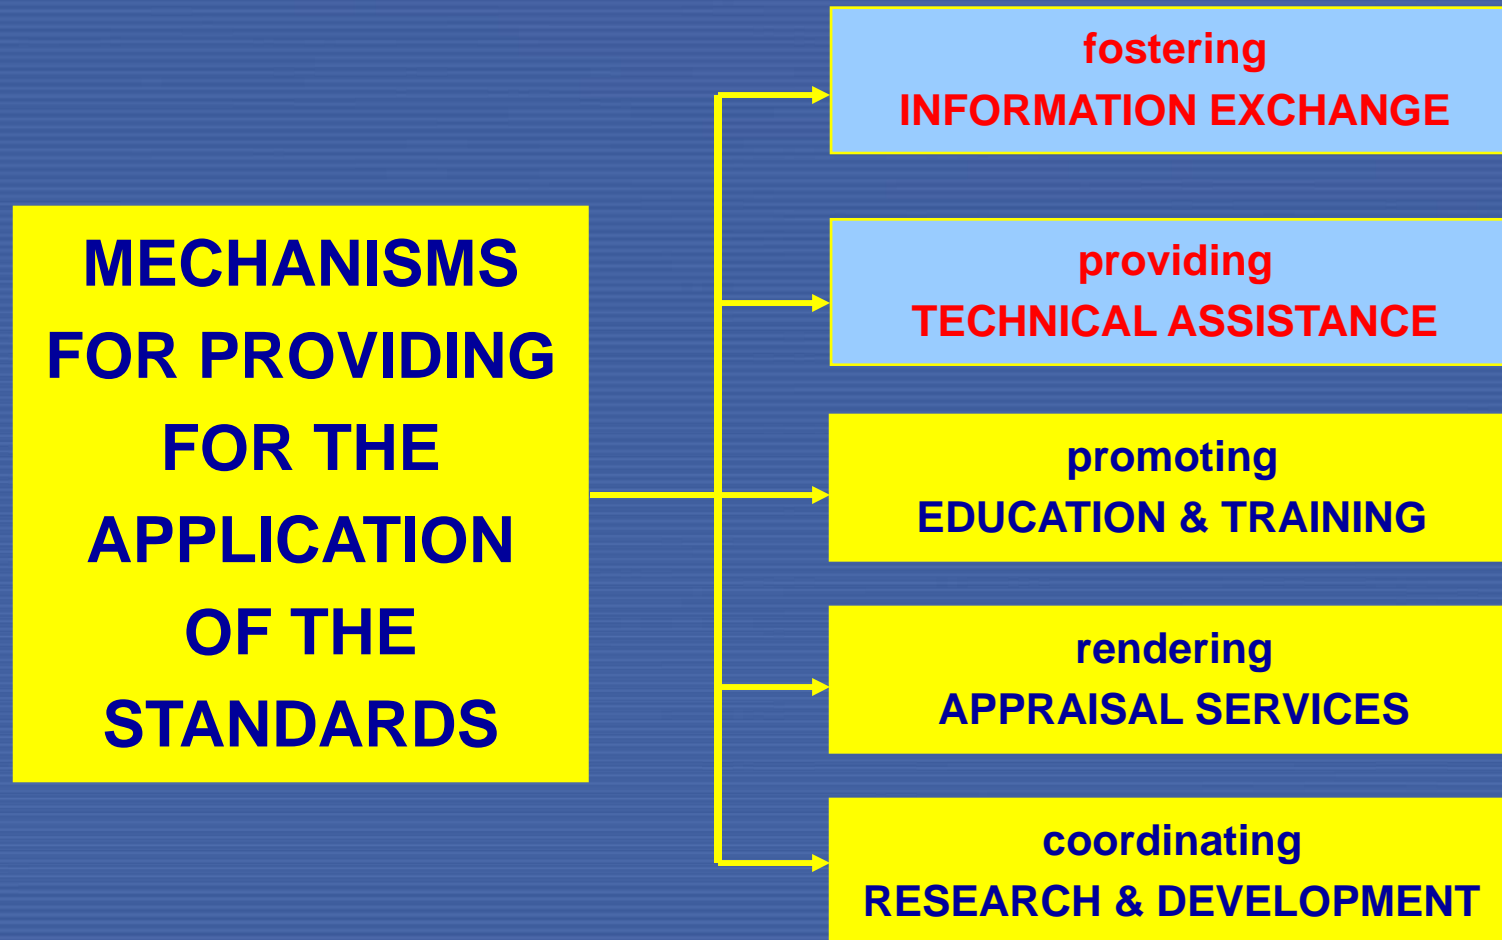 MECHANISMS
FOR PROVIDING
FOR THE
APPLICATION
OF THE
STANDARDS
fostering
INFORMATION EXCHANGE
providing
TECHNICAL ASSISTANCE
promoting
EDUCATION & TRAINING
rendering
APPRAISAL SERVICES
coordinating
RESEARCH & DEVELOPMENT